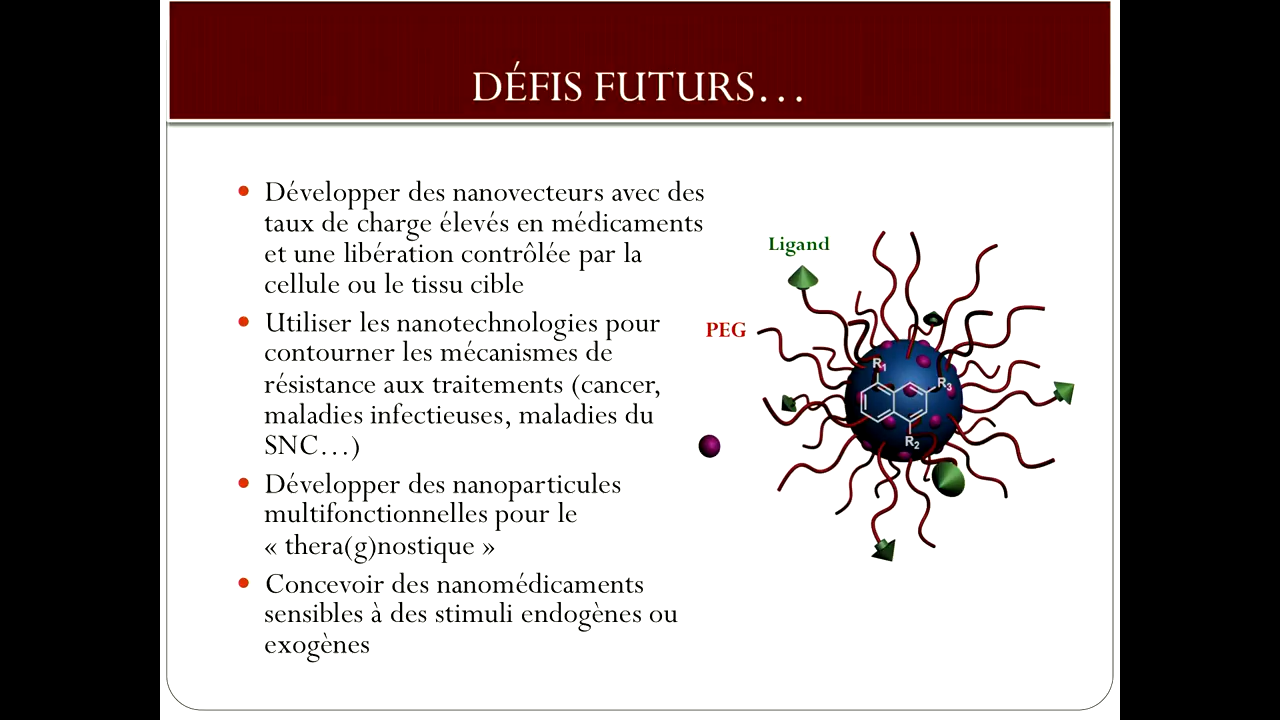 DÉFIS FUTURS…
• Développer des nanovecteurs avec des
taux de charge élevés en médicaments
et une libération contrôlée par la
cellule ou le tissu cible
• Utiliser les nanotechnologies pour
contourner les mécanismes de
résistance aux traitements (cancer,
maladies infectieuses, maladies du
SNC…)
• Développer des nanoparticules
multifonctionnelles pour le
« thera(g)nostique »
• Concevoir des nanomédicaments
sensibles à des stimuli endogènes ou
exogènes
Ligand
PEG
R1
R3
R2